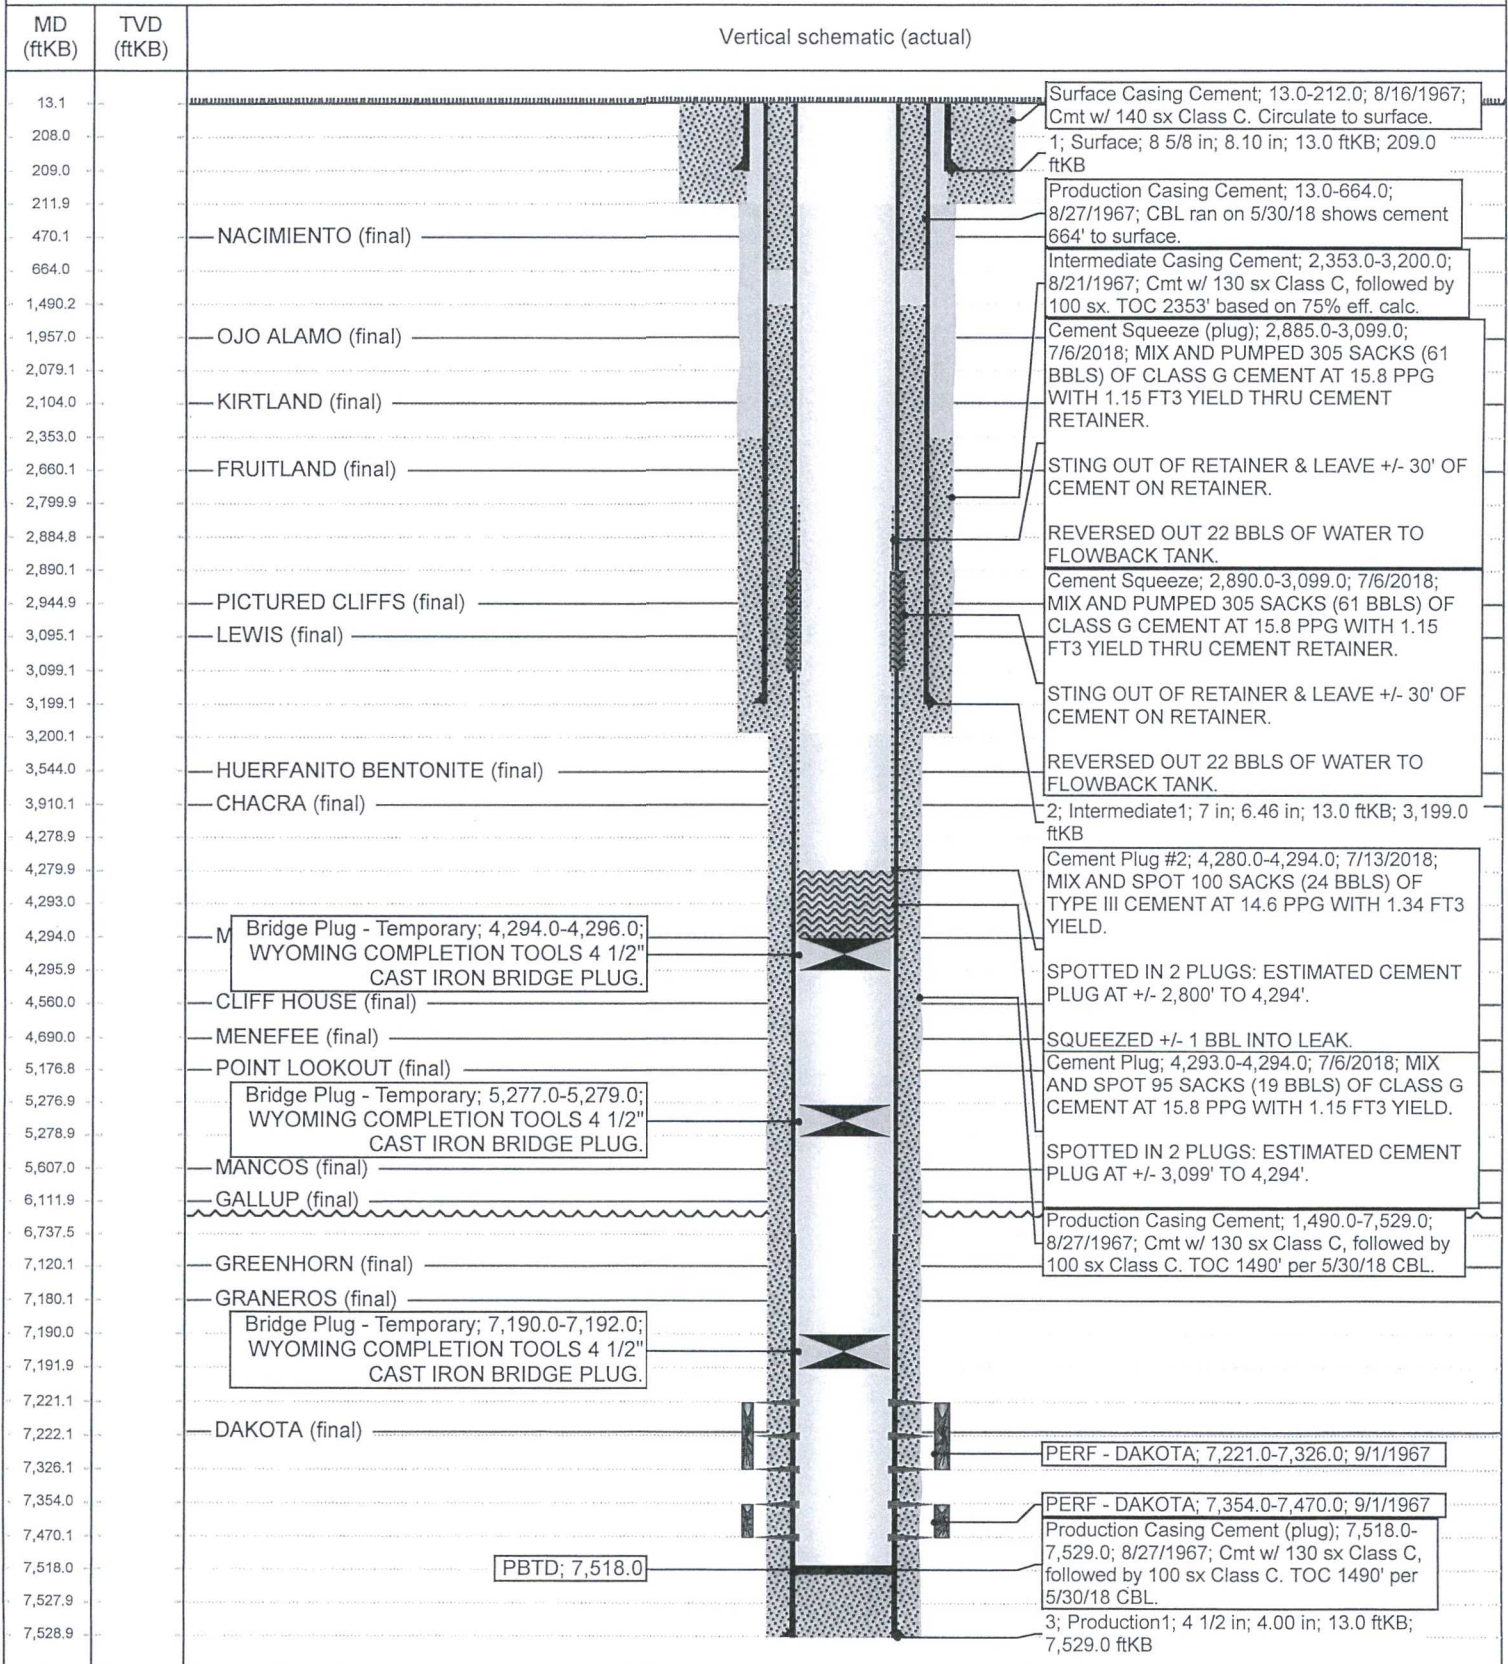 MD
(ftKB)
TVD
(ftKB)
Vertical schematic (actual)
13.1
208.0
209.0
211.9
470.1
664.0
1,490.2
1,957.0
2,079.1
2,104.0
2,353.0
2,660.1
2,799.9
2,884.8
2,890.1
2,944.9
3,095.1
3,099.1
3,199.1
3,200.1
3,544.0
3,910.1
4,278.9
4,279.9
4,293.0
4,294.0
4,295.9
4,560.0
4,690.0
5,176.8
5,276.9
5,278.9
5,607.0
6,111.9
6,737.5
7,120.1
7,180.1
7,190.0
7,191.9
7,221.1
7,222.1
7,326.1
7,354.0
7,470.1
7,518.0
7,527.9
7,528.9
NACIMIENTO (final)
OJO ALAMO (final)
KIRTLAND (final)
FRUITLAND (final)
PICTURED CLIFFS (final)
LEWIS (final)
HUERFANITO BENTONITE (final)
CHACRA (final)
M
Bridge Plug - Temporary; 4,294.0-4,296.0;
WYOMING COMPLETION TOOLS 4 1/2"
CAST IRON BRIDGE PLUG.
CLIFF HOUSE (final)
MENEFEE (final)
POINT LOOKOUT (final)
Bridge Plug - Temporary; 5,277.0-5,279.0;
WYOMING COMPLETION TOOLS 4 1/2"
CAST IRON BRIDGE PLUG.
MANCOS (final)
GALLUP (final)
GREENHORN (final)
GRANEROS (final)
Bridge Plug - Temporary; 7,190.0-7,192.0;
WYOMING COMPLETION TOOLS 4 1/2"
CAST IRON BRIDGE PLUG.
DAKOTA (final)
PBTD; 7,518.0
Surface Casing Cement; 13.0-212.0; 8/16/1967;
Cmt w/ 140 sx Class C. Circulate to surface.
1; Surface; 8 5/8 in; 8.10 in; 13.0 ftKB; 209.0
ftKB
Production Casing Cement; 13.0-664.0;
8/27/1967; CBL ran on 5/30/18 shows cement
664' to surface.
Intermediate Casing Cement; 2,353.0-3,200.0;
8/21/1967; Cmt w/ 130 sx Class C, followed by
100 sx. TOC 2353' based on 75% eff. calc.
Cement Squeeze (plug); 2,885.0-3,099.0;
7/6/2018; MIX AND PUMPED 305 SACKS (61
BBLS) OF CLASS G CEMENT AT 15.8 PPG
WITH 1.15 FT3 YIELD THRU CEMENT
RETAINER.
STING OUT OF RETAINER & LEAVE +/- 30' OF
CEMENT ON RETAINER.
REVERSED OUT 22 BBLS OF WATER TO
FLOWBACK TANK.
Cement Squeeze; 2,890.0-3,099.0; 7/6/2018;
MIX AND PUMPED 305 SACKS (61 BBLS) OF
CLASS G CEMENT AT 15.8 PPG WITH 1.15
FT3 YIELD THRU CEMENT RETAINER.
STING OUT OF RETAINER & LEAVE +/- 30' OF
CEMENT ON RETAINER.
REVERSED OUT 22 BBLS OF WATER TO
FLOWBACK TANK.
2; Intermediate1; 7 in; 6.46 in; 13.0 ftKB; 3,199.0
ftKB
Cement Plug #2; 4,280.0-4,294.0; 7/13/2018;
MIX AND SPOT 100 SACKS (24 BBLS) OF
TYPE III CEMENT AT 14.6 PPG WITH 1.34 FT3
YIELD.
SPOTTED IN 2 PLUGS: ESTIMATED CEMENT
PLUG AT +/- 2,800' TO 4,294'.
SQUEEZED +/- 1 BBL INTO LEAK.
Cement Plug; 4,293.0-4,294.0; 7/6/2018; MIX
AND SPOT 95 SACKS (19 BBLS) OF CLASS G
CEMENT AT 15.8 PPG WITH 1.15 FT3 YIELD.
SPOTTED IN 2 PLUGS: ESTIMATED CEMENT
PLUG AT +/- 3,099' TO 4,294'.
Production Casing Cement; 1,490.0-7,529.0;
8/27/1967; Cmt w/ 130 sx Class C, followed by
100 sx Class C. TOC 1490' per 5/30/18 CBL.
PERF - DAKOTA; 7,221.0-7,326.0; 9/1/1967
PERF - DAKOTA; 7,354.0-7,470.0; 9/1/1967
Production Casing Cement (plug); 7,518.0-
7,529.0; 8/27/1967; Cmt w/ 130 sx Class C,
followed by 100 sx Class C. TOC 1490' per
5/30/18 CBL.
3; Production1; 4 1/2 in; 4.00 in; 13.0 ftKB;
7,529.0 ftKB